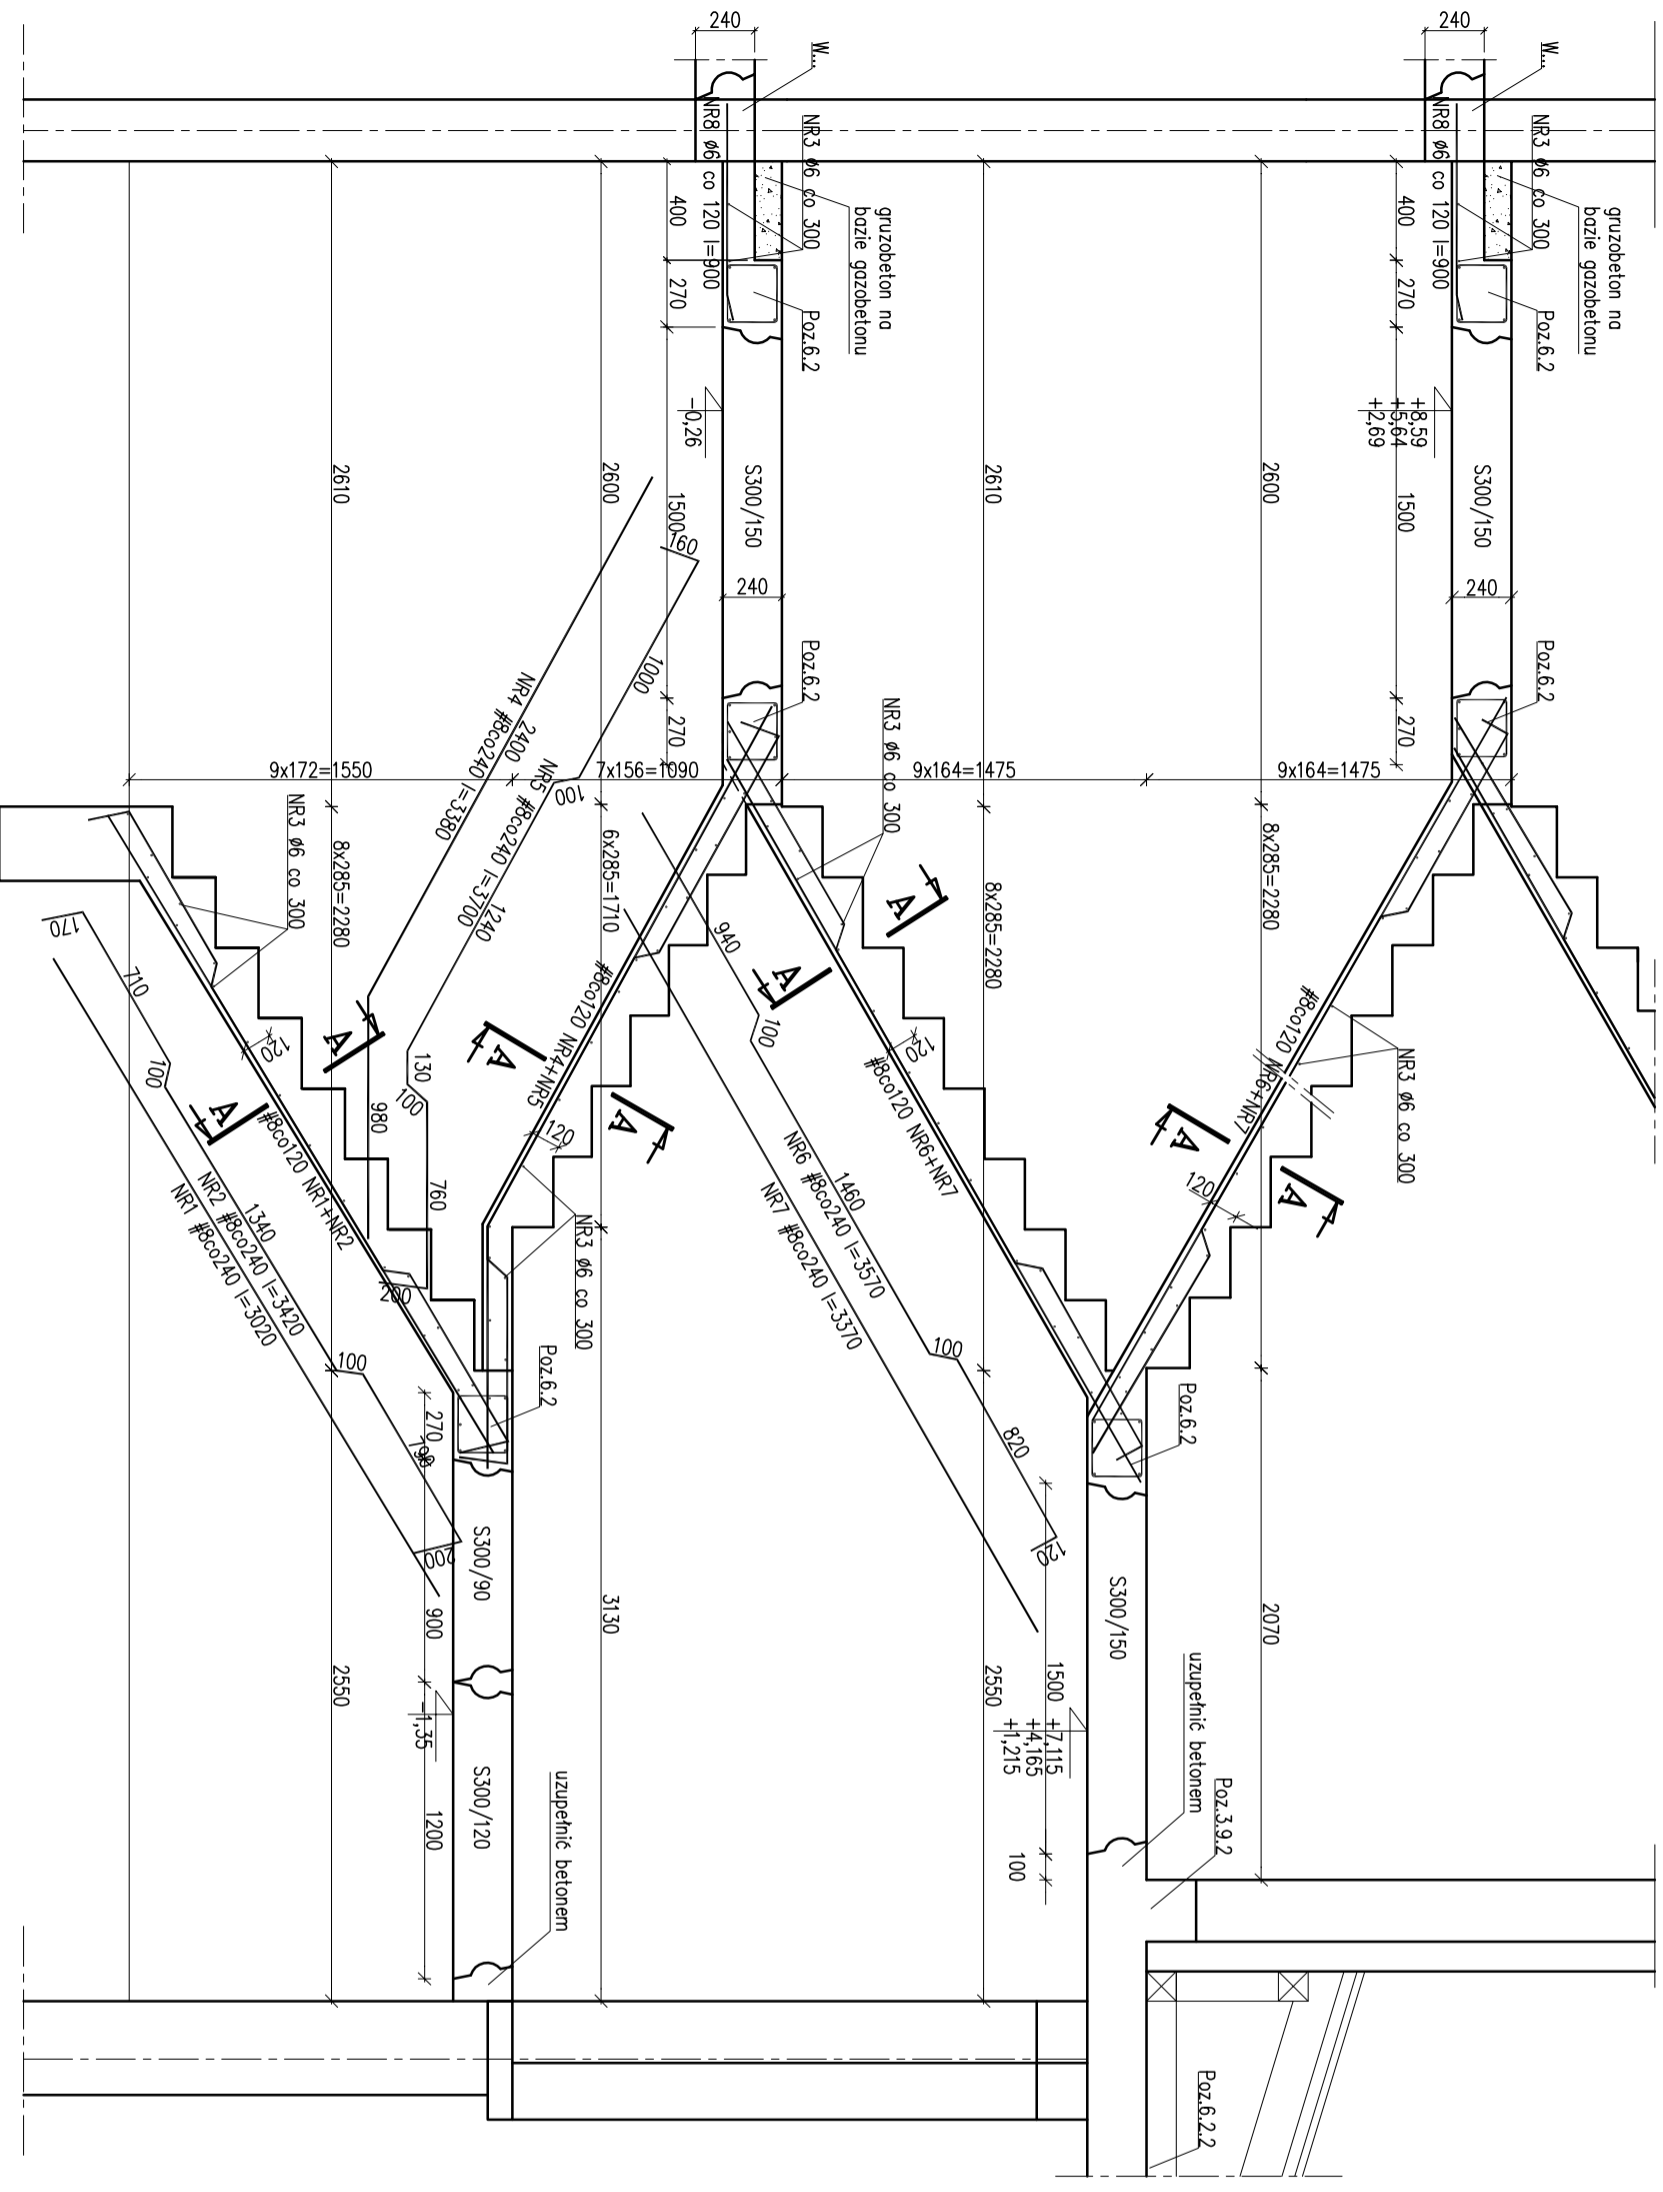 240
W...
NR8 ø6 co 120 l=900
NR3 ø6 co 300
gruzobeton na
bazie gazobetonu
Poz.6.2
400
270
1500
270
+8,59
+5,64
+2,69
S300/150
240
Poz.6.2
2600
8x285=2280
2070
9x164=1475
#8co120 NR6+NR7
NR3 ø6 co 300
120
A
A
Poz.6.2
S300/150
uzupełnić betonem
Poz.3.9.2
Poz.6.2.2
1500
100
+7,115
+4,165
+1,215
2610
8x285=2280
2550
9x164=1475
NR3 ø6 co 300
A
A
120
#8co120 NR6+NR7
940
100
1460
NR6 #8co240 l=3570
100
820
120
NR7 #8co240 l=3370
240
W...
NR8 ø6 co 120 l=900
NR3 ø6 co 300
gruzobeton na
bazie gazobetonu
Poz.6.2
400
270
1500
270
-0,26
S300/150
240
Poz.6.2
2600
6x285=1710
3130
7x156=1090
#8co120 NR4+NR5
120
A
A
NR3 ø6 co 300
160
1000
100
NR5 #8co240 l=3700
1240
130
100
760
200
2400
NR4 #8co240 l=3380
980
Poz.6.2
S300/90
S300/120
uzupełnić betonem
270
900
1200
-1,35
2610
8x285=2280
2550
9x172=1550
NR3 ø6 co 300
120
A
A
#8co120 NR1+NR2
170
710
100
1340
NR2 #8co240 l=3420
100
790
200
NR1 #8co240 l=3020